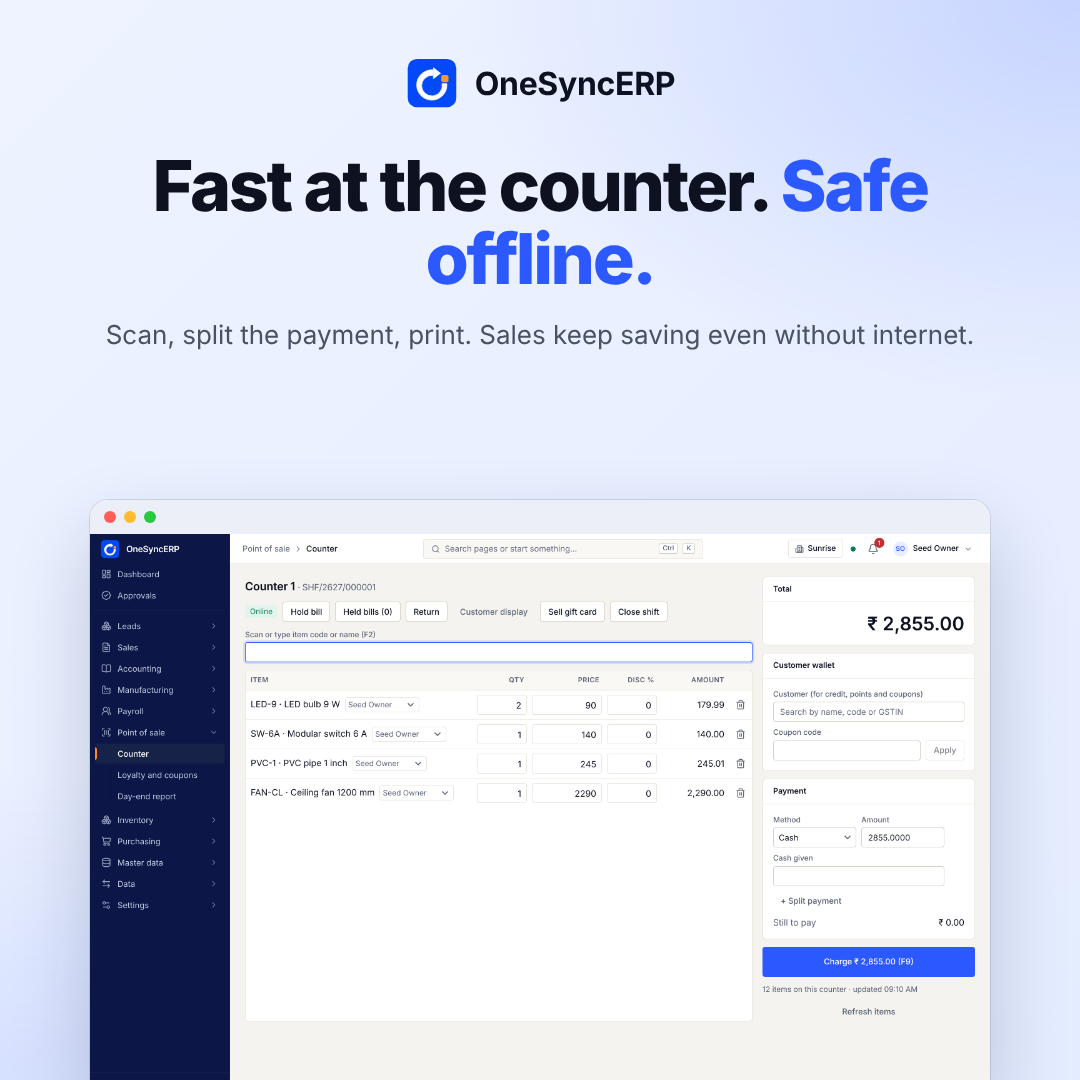 OneSyncERP
Fast at the counter. Safe
offline.
Scan, split the payment, print. Sales keep saving even without internet.
OneSyncERP
Dashboard
Approvals
Leads
Sales
Accounting
Manufacturing
Payroll
Point of sale
Counter
Loyalty and coupons
Day-end report
Inventory
Purchasing
Master data
Data
Settings
Point of sale > Counter
Search pages or start something... Ctrl K
Sunrise 1 SO Seed Owner
Counter 1 · SHF/2627/000001
Online Hold bill Held bills (0) Return Customer display Sell gift card Close shift
Scan or type item code or name (F2)
ITEM QTY PRICE DISC % AMOUNT
LED-9 · LED bulb 9 W Seed Owner 2 90 0 179.99
SW-6A · Modular switch 6 A Seed Owner 1 140 0 140.00
PVC-1 · PVC pipe 1 inch Seed Owner 1 245 0 245.01
FAN-CL · Ceiling fan 1200 mm Seed Owner 1 2290 0 2,290.00
Total
₹ 2,855.00
Customer wallet
Customer (for credit, points and coupons)
Search by name, code or GSTIN
Coupon code
Apply
Payment
Method Amount
Cash 2855.0000
Cash given
+ Split payment
Still to pay ₹ 0.00
Charge ₹ 2,855.00 (F9)
12 items on this counter · updated 09:10 AM
Refresh items